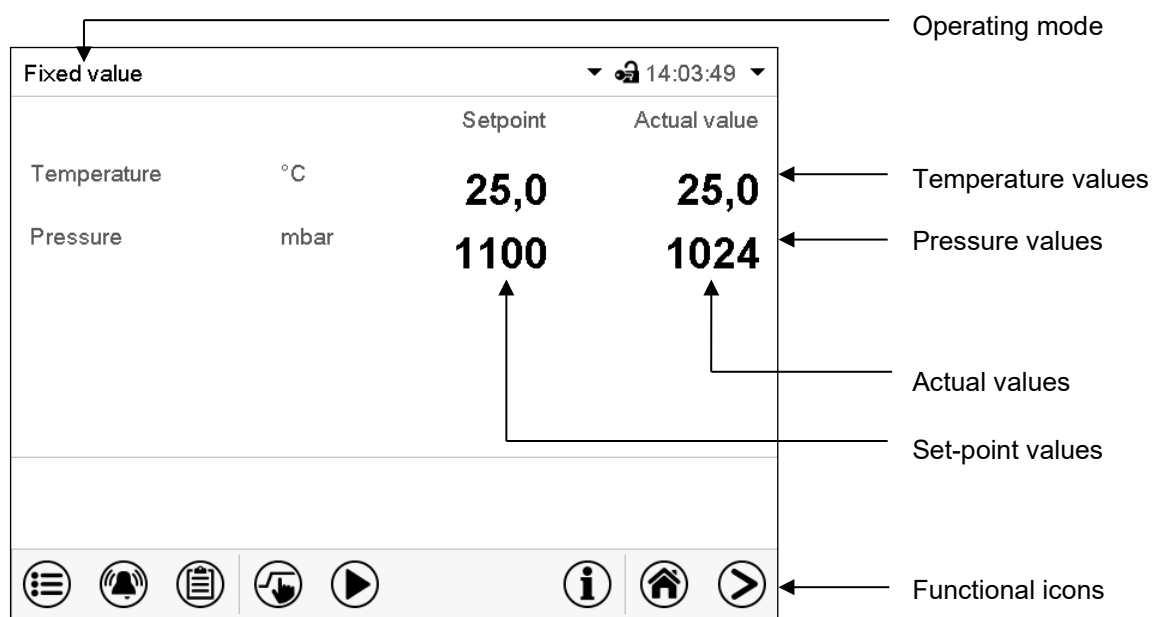 Operating mode
Fixed value 14:03:49
Setpoint Actual value
Temperature °C 25,0 25,0 Temperature values
Pressure mbar 1100 1024 Pressure values
Actual values
Set-point values
Functional icons